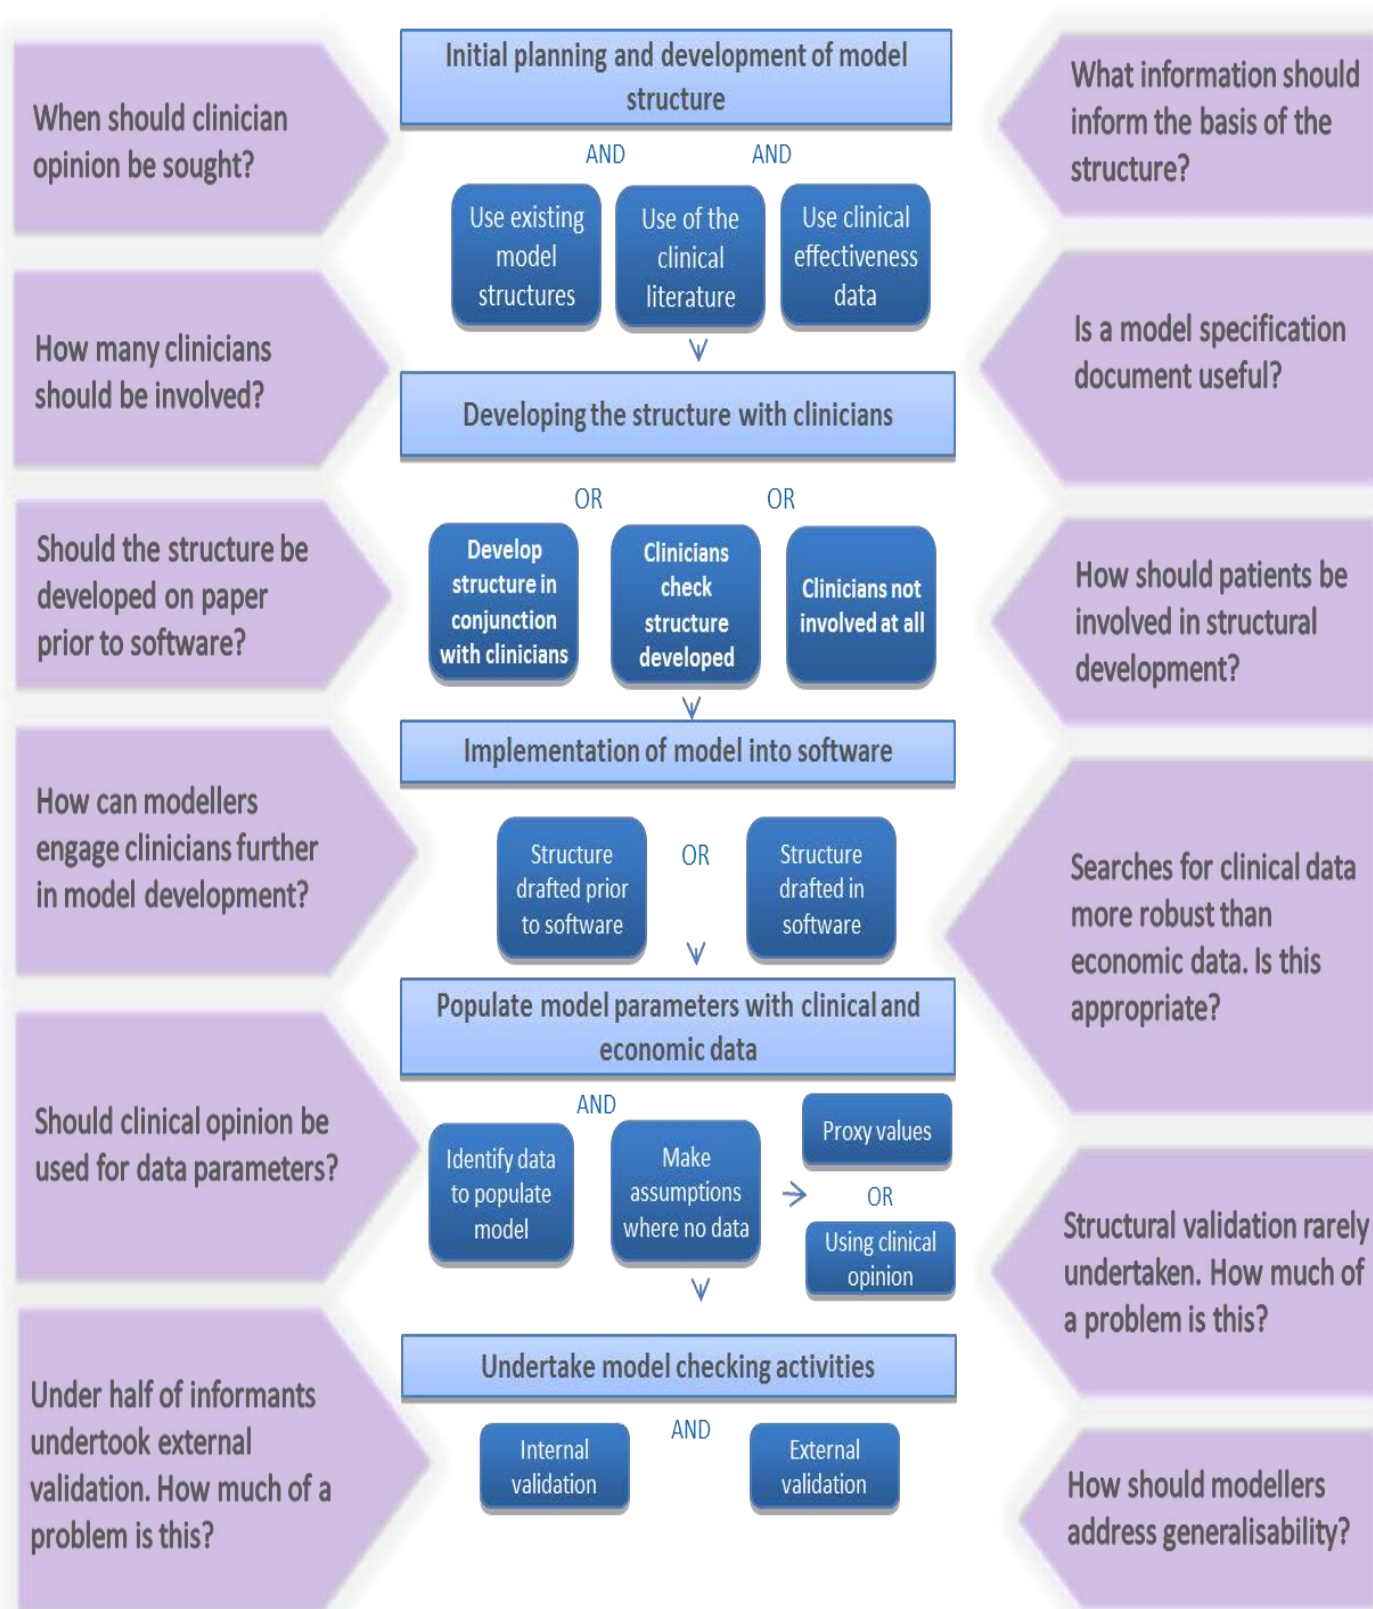 When should clinician
opinion be sought?
How many clinicians
should be involved?
Should the structure be
developed on paper
prior to software?
How can modellers
engage clinicians further
in model development?
Should clinical opinion be
used for data parameters?
Under half of informants
undertook external
validation. How much of a
problem is this?
Initial planning and development of model
structure
AND AND
Use existing
model
structures
Use of the
clinical
literature
Use clinical
effectiveness
data
Developing the structure with clinicians
OR OR
Develop
structure in
conjunction
with clinicians
Clinicians
check
structure
developed
Clinicians not
involved at all
Implementation of model into software
Structure
drafted prior
to software
OR
Structure
drafted in
software
Populate model parameters with clinical and
economic data
AND
Identify data
to populate
model
Make
assumptions
where no data
Proxy values
OR
Using clinical
opinion
Undertake model checking activities
Internal
validation
AND
External
validation
What information should
inform the basis of the
structure?
Is a model specification
document useful?
How should patients be
involved in structural
development?
Searches for clinical data
more robust than
economic data. Is this
appropriate?
Structural validation rarely
undertaken. How much of
a problem is this?
How should modellers
address generalisability?